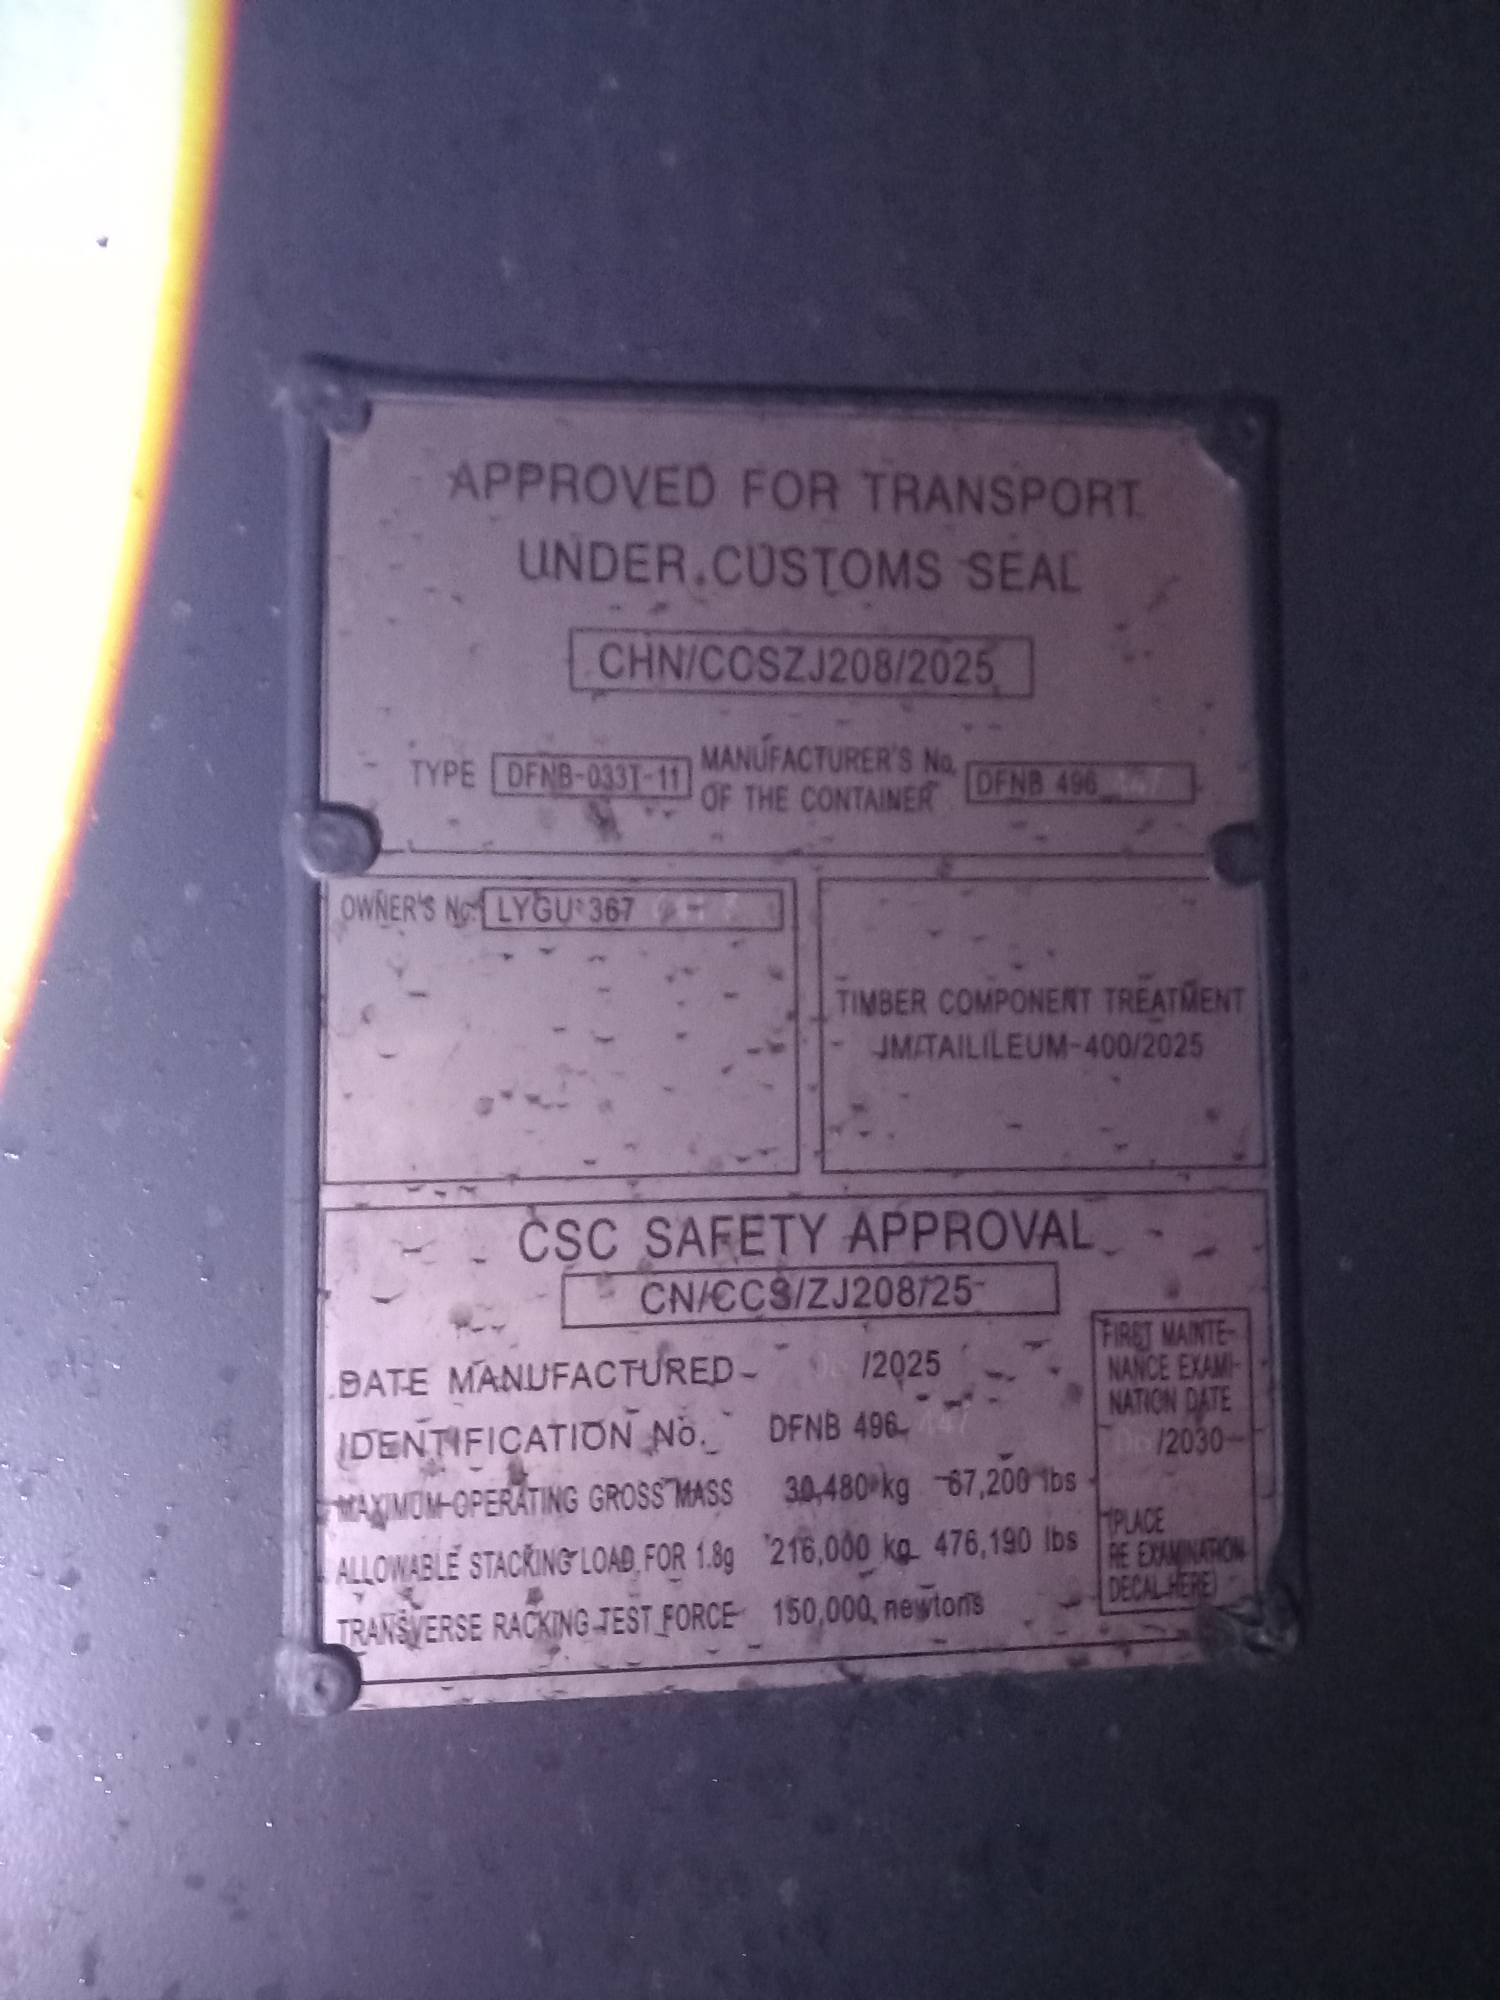 APPROVED FOR TRANSPORT
UNDER CUSTOMS SEAL
CHN/CCSZJ208/2025
TYPE DFNB-033T-11 MANUFACTURER'S No. OF THE CONTAINER DFNB 496
OWNER'S No. LYGU 367
TIMBER COMPONENT TREATMENT
JM/TAILILEUM-400/2025
CSC SAFETY APPROVAL
CN/CCS/ZJ208/25
DATE MANUFACTURED /2025
IDENTIFICATION No. DFNB 496
MAXIMUM OPERATING GROSS MASS 30,480 kg 67,200 lbs
ALLOWABLE STACKING LOAD FOR 1.8g 216,000 kg 476,190 lbs
TRANSVERSE RACKING TEST FORCE 150,000 newtons
FIRST MAINTE-
NANCE EXAMI-
NATION DATE
/2030
(PLACE
RE EXAMINATION
DECAL HERE)